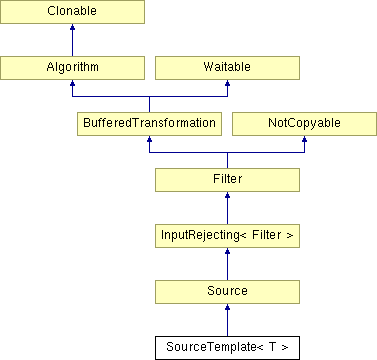 Clonable
Algorithm
Waitable
BufferedTransformation
NotCopyable
Filter
InputRejecting< Filter >
Source
SourceTemplate< T >